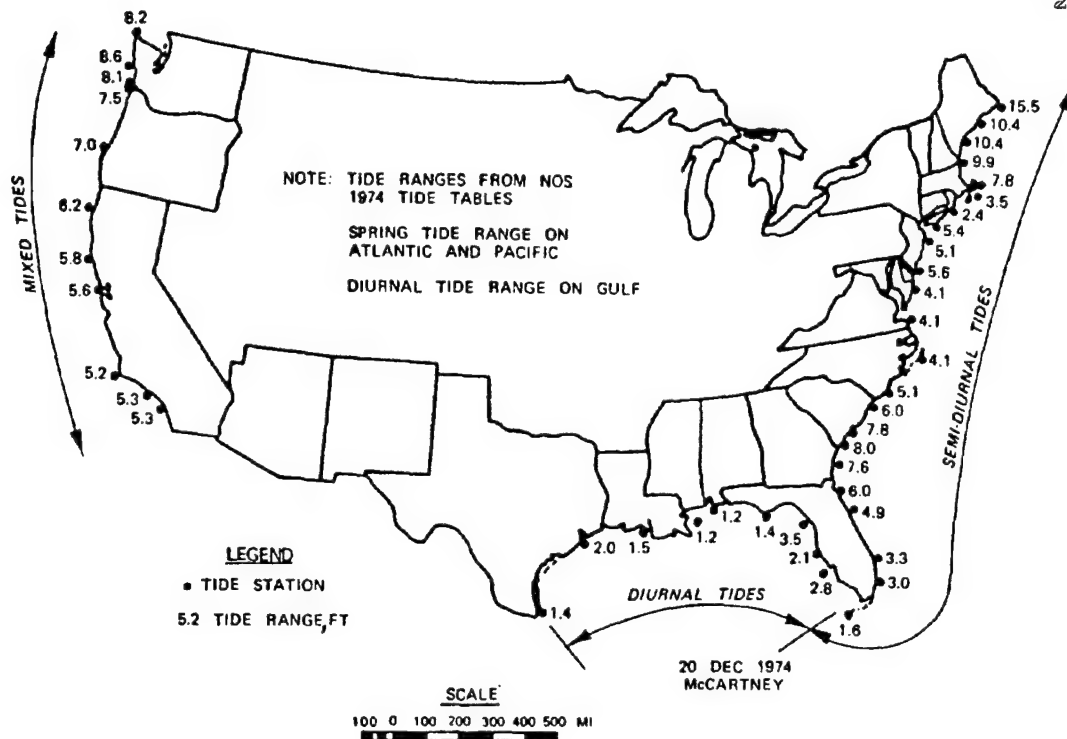 8.2
8.6
8.1
7.5
7.0
6.2
5.8
5.6
5.2
5.3
5.3
MIXED TIDES
NOTE: TIDE RANGES FROM NOS
1974 TIDE TABLES
SPRING TIDE RANGE ON
ATLANTIC AND PACIFIC
DIURNAL TIDE RANGE ON GULF
15.5
10.4
10.4
9.9
7.8
3.5
2.4
5.4
5.1
5.6
4.1
4.1
4.1
5.1
6.0
7.8
8.0
7.6
6.0
4.9
3.3
3.0
1.6
SEMI-DIURNAL TIDES
2.8
2.1
3.5
1.4
1.2
1.2
1.5
2.0
1.4
DIURNAL TIDES
20 DEC 1974
McCARTNEY
LEGEND
TIDE STATION
5.2 TIDE RANGE, FT
SCALE
100 0 100 200 300 400 500 MI